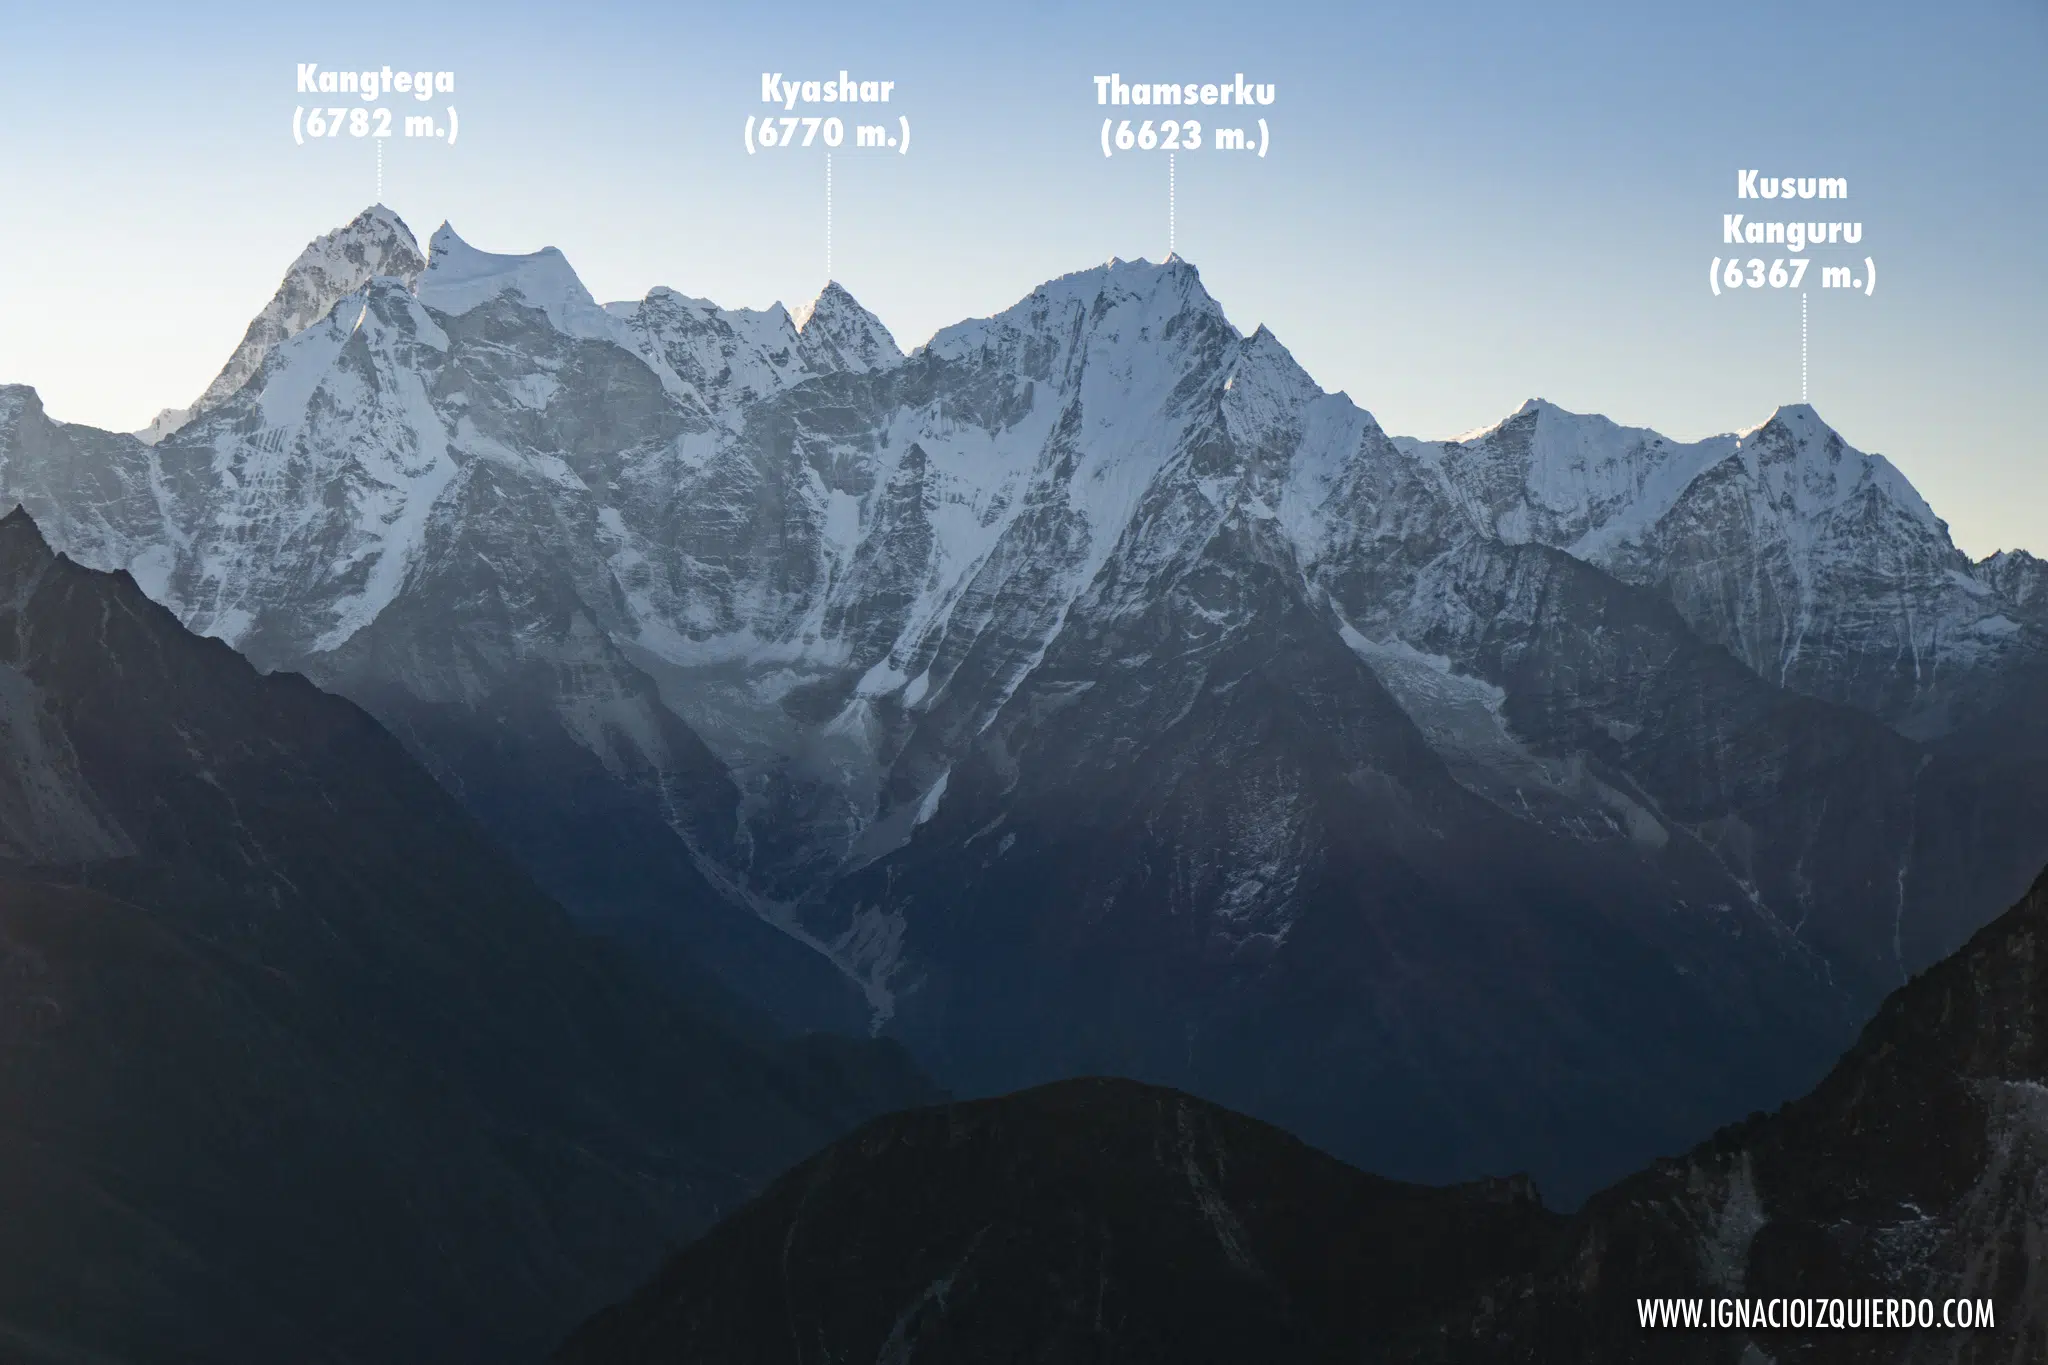 Kangtega
(6782 m.)
Kyashar
(6770 m.)
Thamserku
(6623 m.)
Kusum
Kanguru
(6367 m.)
WWW.IGNACIOIZQUIERDO.COM